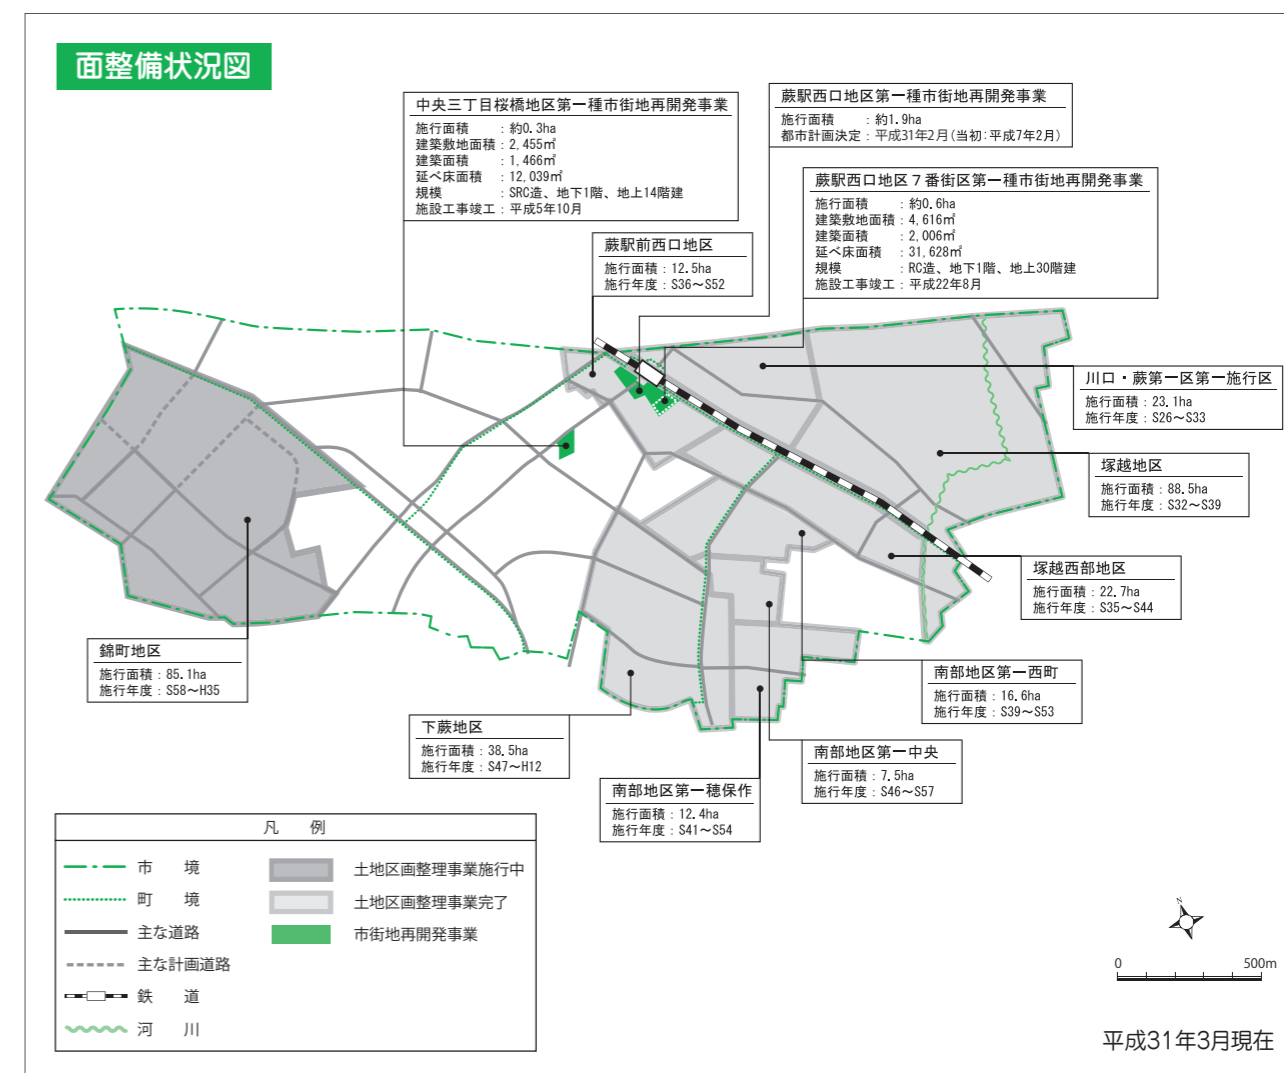 面整備状況図
中央三丁目桜橋地区第一種市街地再開発事業
施行面積 : 約0.3ha
建築敷地面積 : 2,455㎡
建築面積 : 1,466㎡
延べ床面積 : 12,039㎡
規模 : SRC造、地下1階、地上14階建
施設工事竣工 : 平成5年10月
蕨駅西口地区第一種市街地再開発事業
施行面積 : 約1.9ha
都市計画決定 : 平成31年2月(当初:平成7年2月)
蕨駅西口地区7番街区第一種市街地再開発事業
施行面積 : 約0.6ha
建築敷地面積 : 4,616㎡
建築面積 : 2,006㎡
延べ床面積 : 31,628㎡
規模 : RC造、地下1階、地上30階建
施設工事竣工 : 平成22年8月
蕨駅前西口地区
施行面積 : 12.5ha
施行年度 : S36～S52
川口・蕨第一区第一施行区
施行面積 : 23.1ha
施行年度 : S26～S33
塚越地区
施行面積 : 88.5ha
施行年度 : S32～S39
塚越西部地区
施行面積 : 22.7ha
施行年度 : S35～S44
錦町地区
施行面積 : 85.1ha
施行年度 : S58～H35
南部地区第一西町
施行面積 : 16.6ha
施行年度 : S39～S53
下蕨地区
施行面積 : 38.5ha
施行年度 : S47～H12
南部地区第一中央
施行面積 : 7.5ha
施行年度 : S46～S57
南部地区第一穂保作
施行面積 : 12.4ha
施行年度 : S41～S54
凡 例
市 境
町 境
主な道路
主な計画道路
鉄 道
河 川
土地区画整理事業施行中
土地区画整理事業完了
市街地再開発事業
N
0 500m
平成31年3月現在